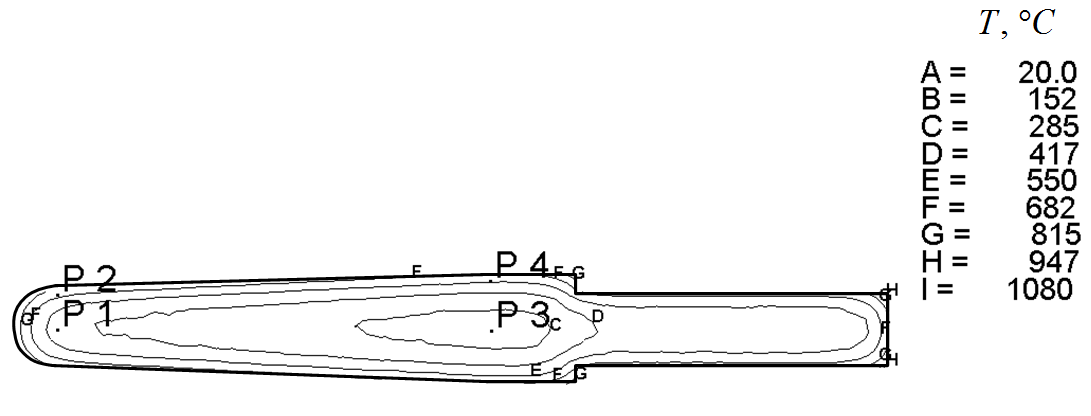 T, °C
A = 20.0
B = 152
C = 285
D = 417
E = 550
F = 682
G = 815
H = 947
I = 1080
P 2
P 4
F
F
G
P 1
P 3
G
F
C
D
E
F
G
H
G
F
G
H